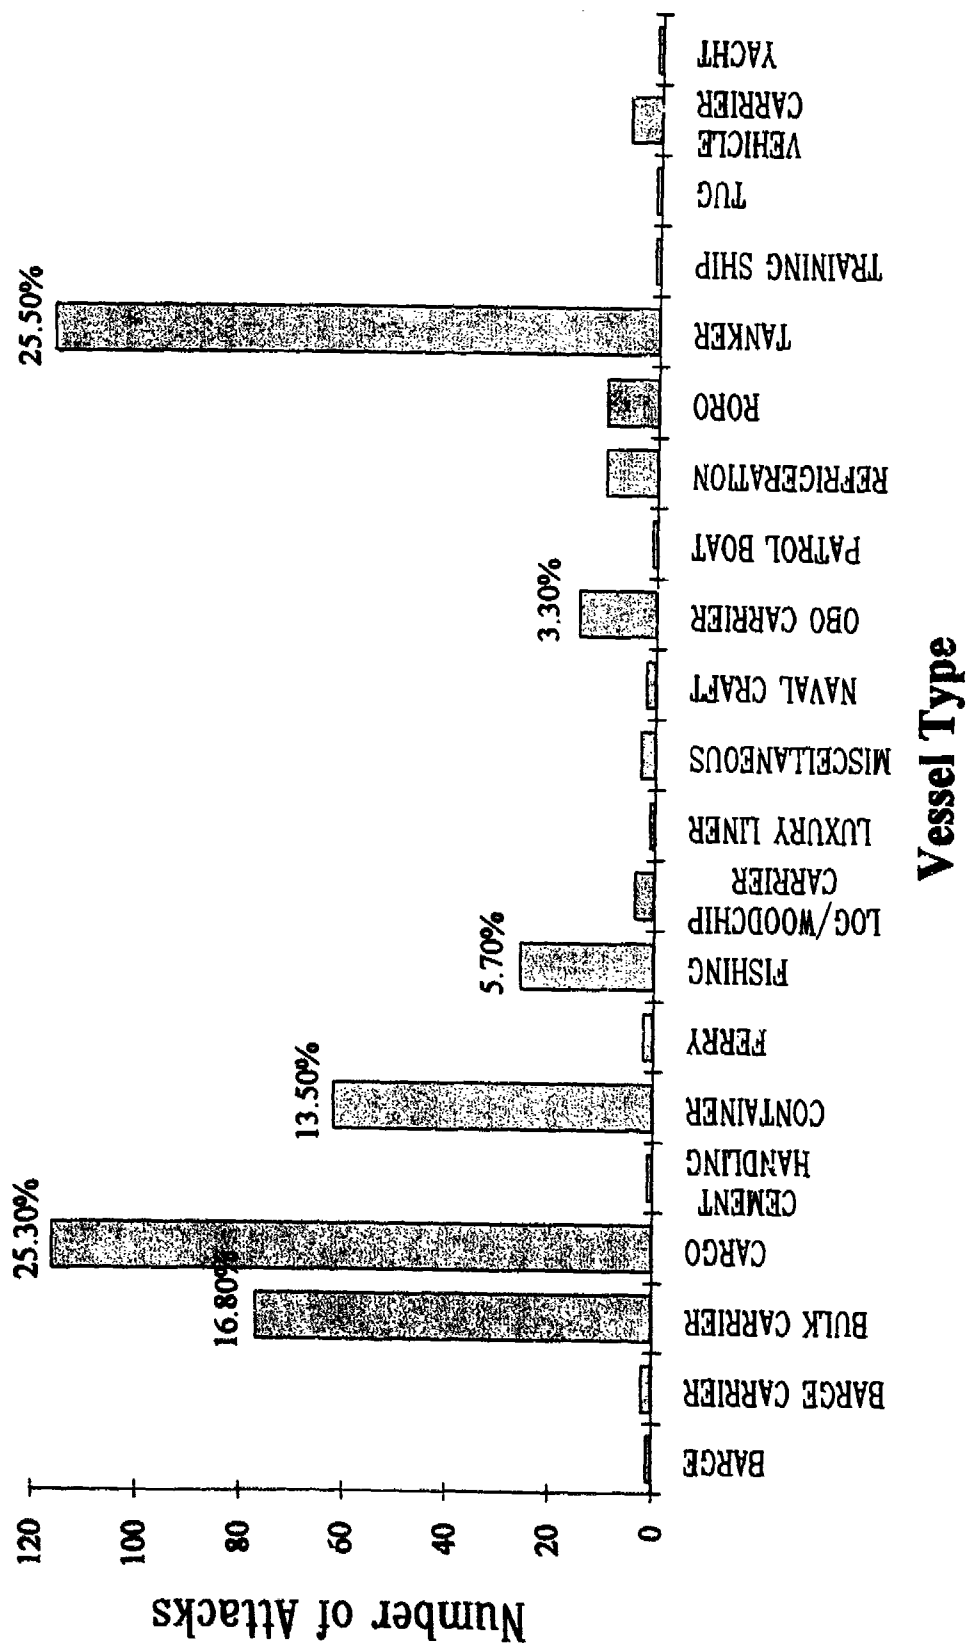 Number of Attacks
120
100
80
60
40
20
0
16.80%
25.30%
13.50%
5.70%
3.30%
25.50%
BARGE
BARGE CARRIER
BULK CARRIER
CARGO
CEMENT
HANDLING
CONTAINER
FERRY
FISHING
LOG/WOODCHIP
CARRIER
LUXURY LINER
MISCELLANEOUS
NAVAL CRAFT
OBO CARRIER
PATROL BOAT
REFRIGERATION
RORO
TANKER
TRAINING SHIP
TUG
VEHICLE
CARRIER
YACHT
Vessel Type